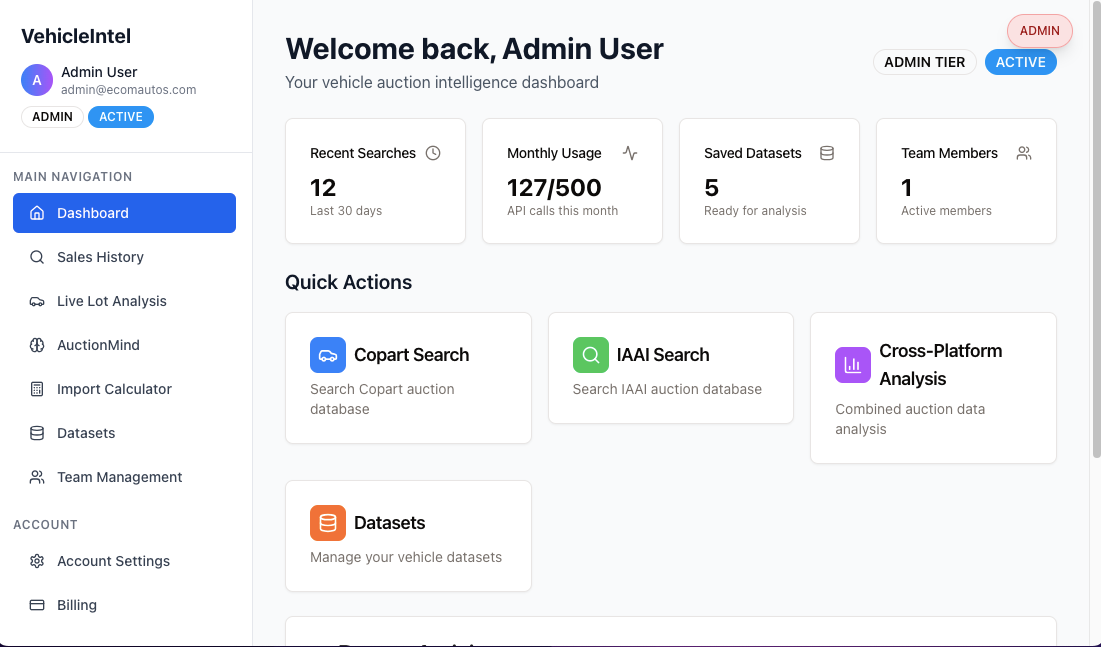 VehicleIntel
A
Admin User
admin@ecomautos.com
ADMIN
ACTIVE
MAIN NAVIGATION
Dashboard
Sales History
Live Lot Analysis
AuctionMind
Import Calculator
Datasets
Team Management
ACCOUNT
Account Settings
Billing
ADMIN
Welcome back, Admin User
Your vehicle auction intelligence dashboard
ADMIN TIER
ACTIVE
Recent Searches
12
Last 30 days
Monthly Usage
127/500
API calls this month
Saved Datasets
5
Ready for analysis
Team Members
1
Active members
Quick Actions
Copart Search
Search Copart auction
database
IAAI Search
Search IAAI auction database
Cross-Platform
Analysis
Combined auction data
analysis
Datasets
Manage your vehicle datasets